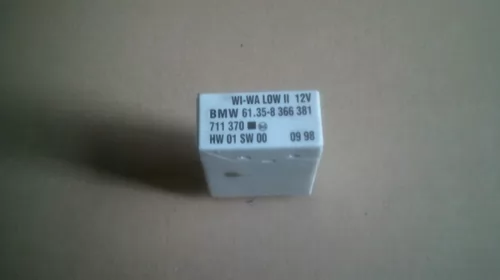 WI-WA LOW II 12V
BMW 61.35-8 366 381
711 370
HW 01 SW 00 09 98